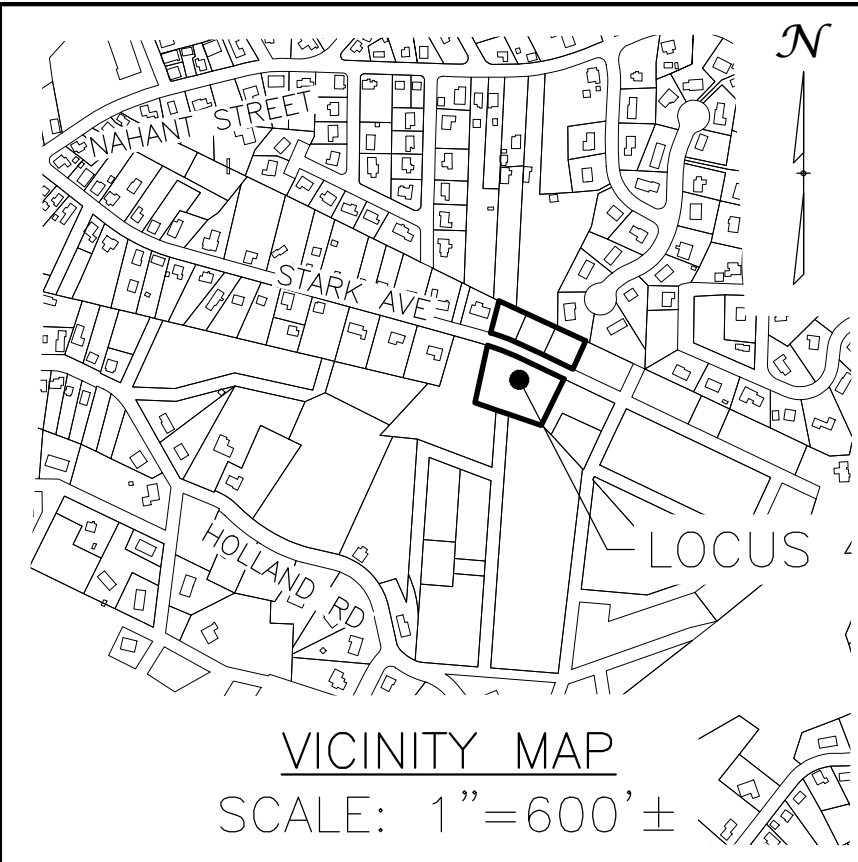 N
NAHANT STREET
STARK AVE
LOCUS
HOLLAND RD
VICINITY MAP
SCALE: 1"=600'±